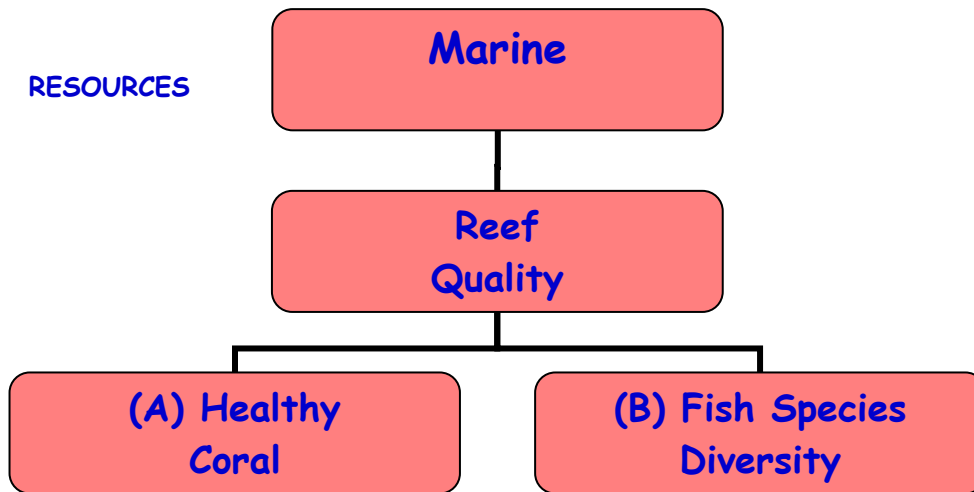 Marine
RESOURCES
Reef
Quality
(A) Healthy
Coral
(B) Fish Species
Diversity